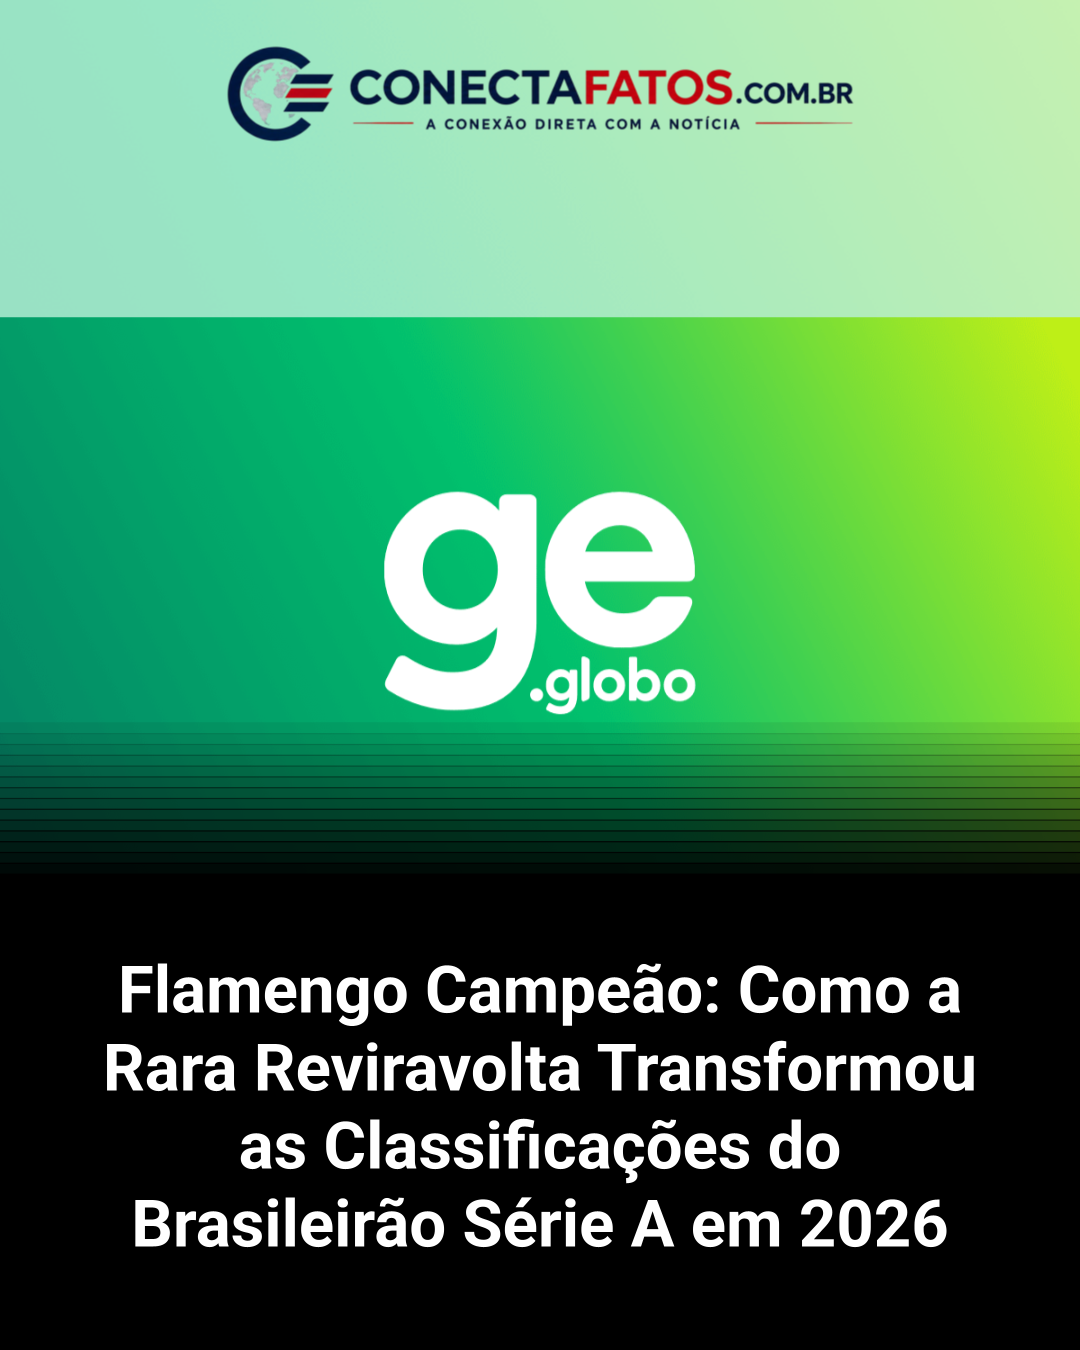 CONECTAFATOS.COM.BR
A CONEXÃO DIRETA COM A NOTÍCIA
ge
.globo
Flamengo Campeão: Como a
Rara Reviravolta Transformou
as Classificações do
Brasileirão Série A em 2026